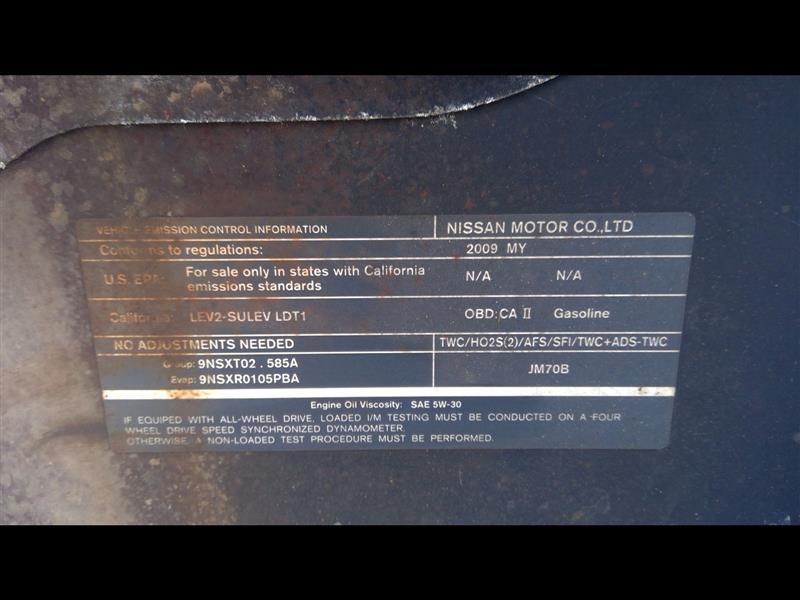 VEHICLE EMISSION CONTROL INFORMATION
NISSAN MOTOR CO.,LTD
Conforms to regulations:
2009 MY
U.S. EPA:
For sale only in states with California
emissions standards
N/A N/A
California: LEV2-SULEV LDT1
OBD:CA II Gasoline
NO ADJUSTMENTS NEEDED
TWC/HO2S(2)/AFS/SFI/TWC+ADS-TWC
Group: 9NSXT02.585A
Evap: 9NSXR0105PBA
JM70B
Engine Oil Viscosity: SAE 5W-30
IF EQUIPED WITH ALL-WHEEL DRIVE, LOADED I/M TESTING MUST BE CONDUCTED ON A FOUR
WHEEL DRIVE SPEED SYNCHRONIZED DYNAMOMETER.
OTHERWISE, A NON-LOADED TEST PROCEDURE MUST BE PERFORMED.